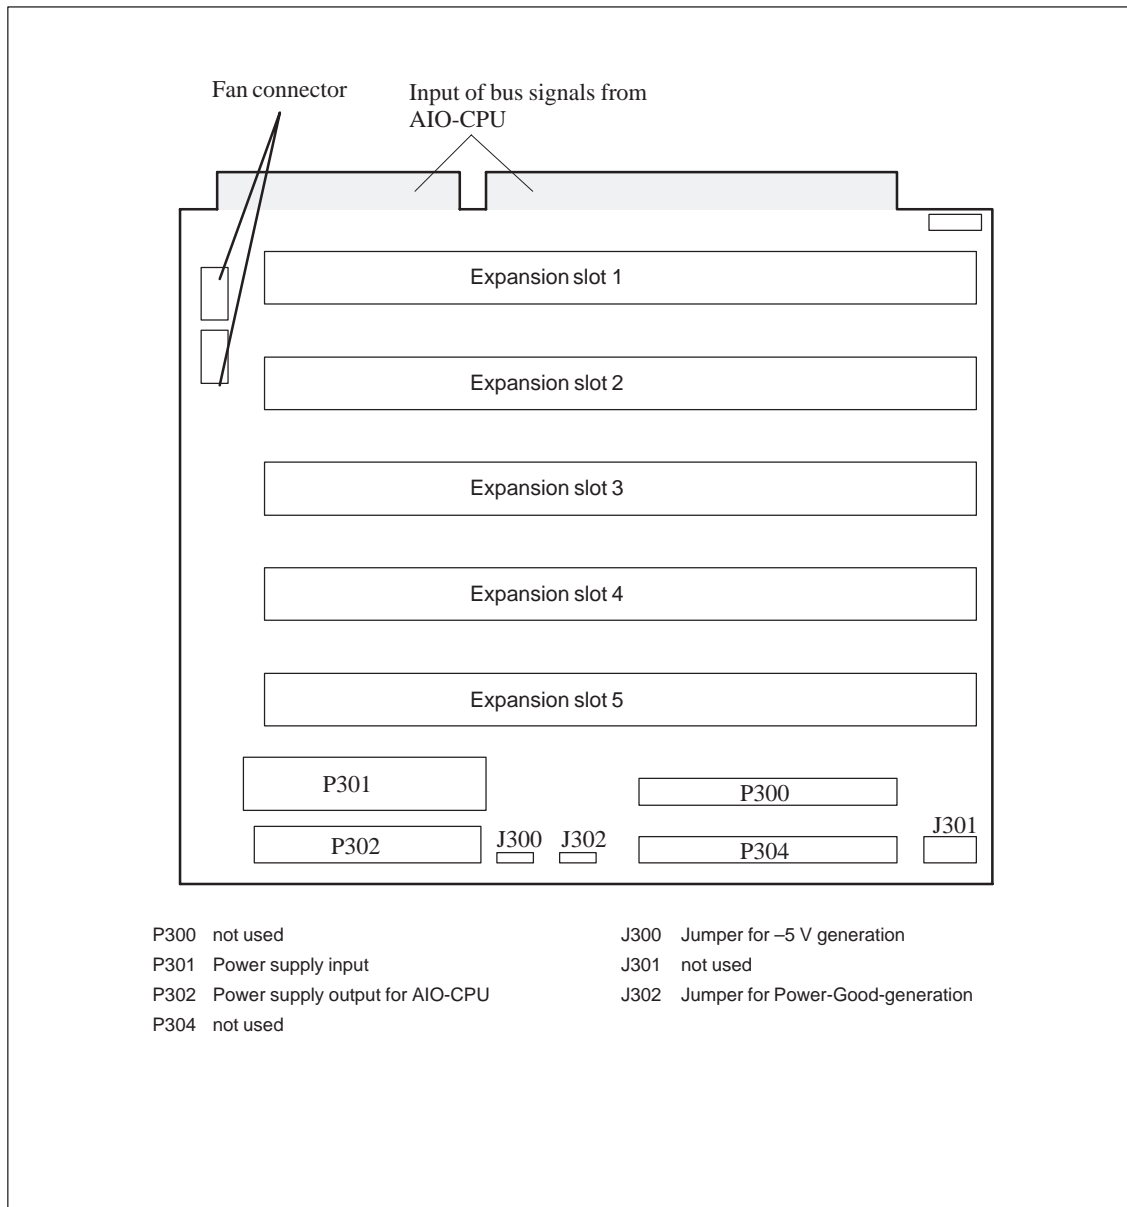 Fan connector
Input of bus signals from
AIO-CPU
Expansion slot 1
Expansion slot 2
Expansion slot 3
Expansion slot 4
Expansion slot 5
P301
P300
P302
J300
J302
P304
J301
P300 not used
P301 Power supply input
P302 Power supply output for AIO-CPU
P304 not used
J300 Jumper for –5 V generation
J301 not used
J302 Jumper for Power-Good-generation